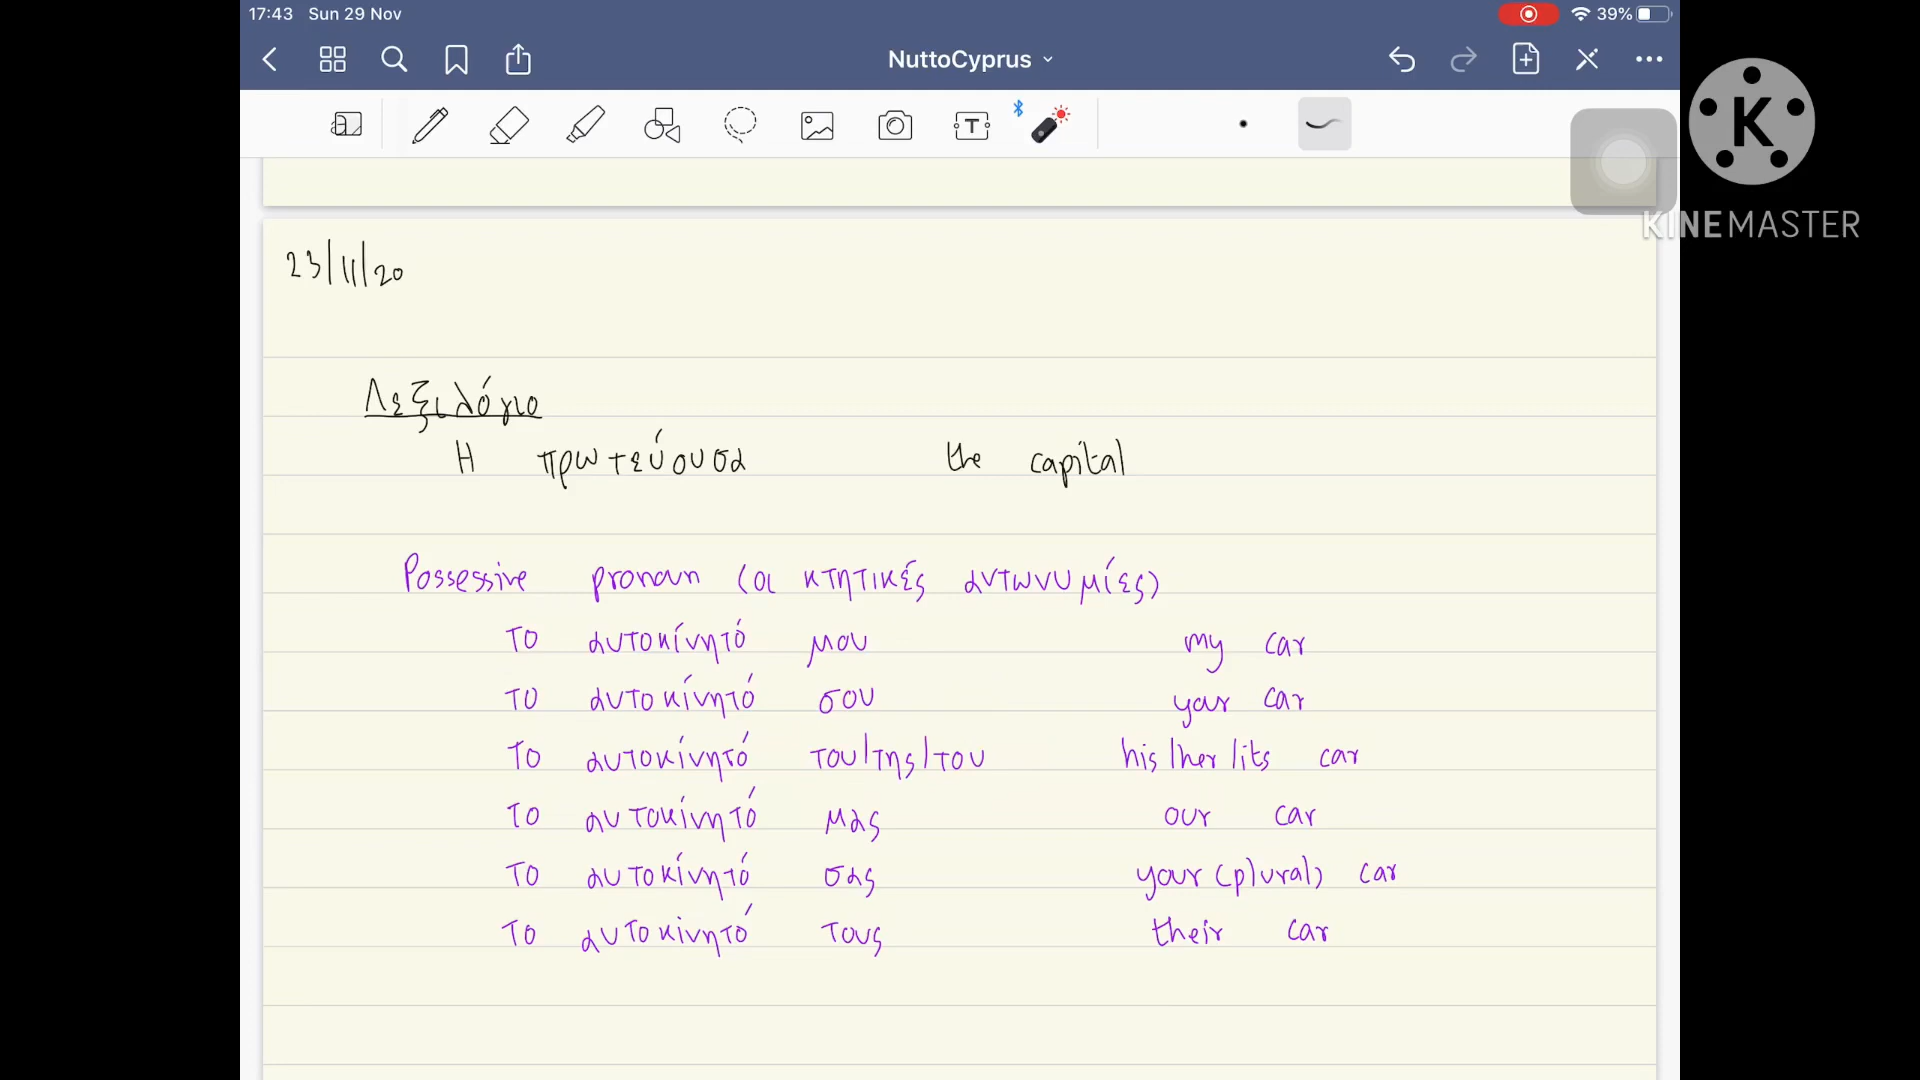 17:43 Sun 29 Nov 39%
NuttoCyprus
T
K
KINEMASTER
23/11/20
Λεξιλόγιο
Η πρωτεύουσα the capital
Possessive pronoun (οι κτητικές αντωνυμίες)
το αυτοκίνητό μου my car
το αυτοκίνητό σου your car
το αυτοκίνητό του/της/του his/her/its car
το αυτοκίνητό μας our car
το αυτοκίνητό σας your (plural) car
το αυτοκίνητό τους their car